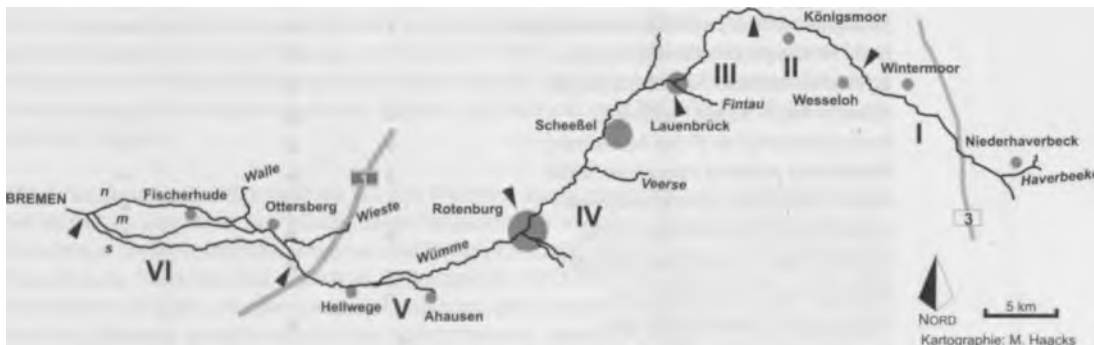 Königsmoor
III
II
Wintermoor
Wesseloh
Fintau
Lauenbrück
I
Scheeßel
Niederhaverbeck
Haverbeeke
Veerse
Walle
n
Fischerhude
BREMEN
m
Ottersberg
Wieste
Rotenburg
IV
3
s
VI
Wümme
Hellwege
V
Ahausen
NORD
5 km
Kartographie: M. Haacks